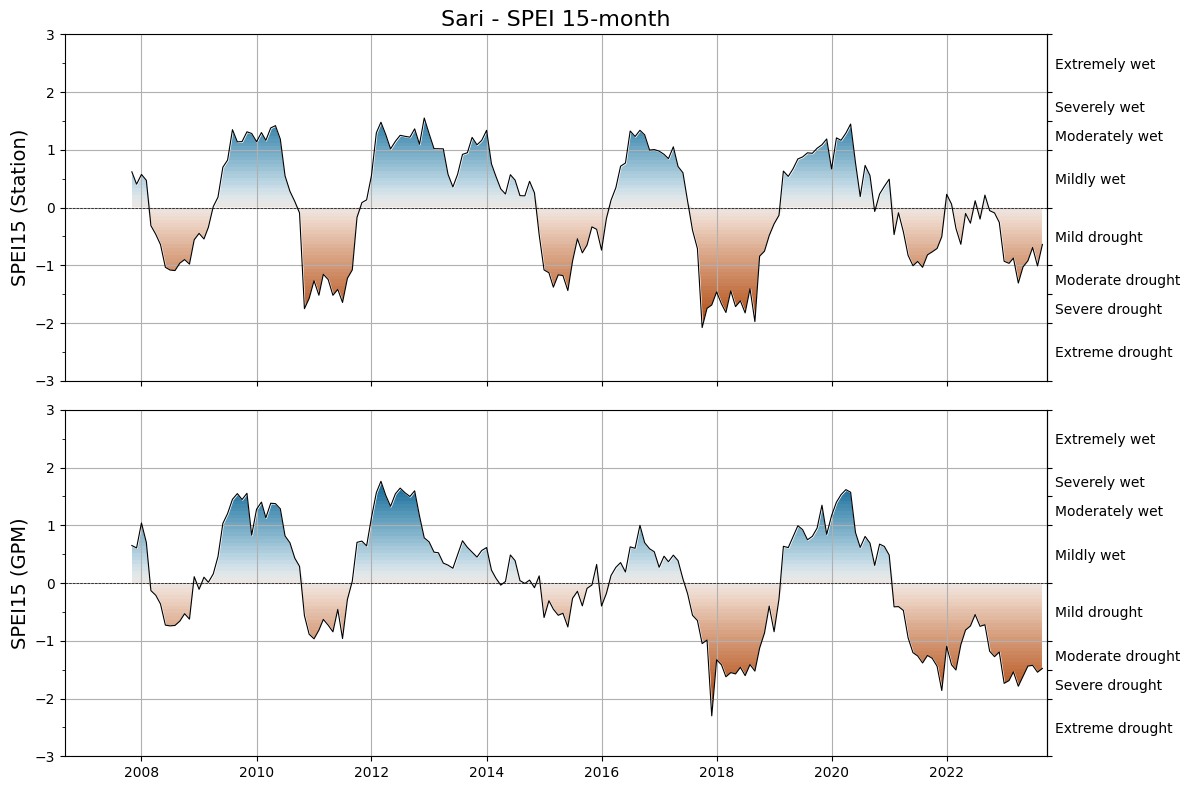 Sari - SPEI 15-month
SPEI15 (Station)
3
2
1
0
−1
−2
−3
Extremely wet
Severely wet
Moderately wet
Mildly wet
Mild drought
Moderate drought
Severe drought
Extreme drought
SPEI15 (GPM)
3
2
1
0
−1
−2
−3
Extremely wet
Severely wet
Moderately wet
Mildly wet
Mild drought
Moderate drought
Severe drought
Extreme drought
2008 2010 2012 2014 2016 2018 2020 2022